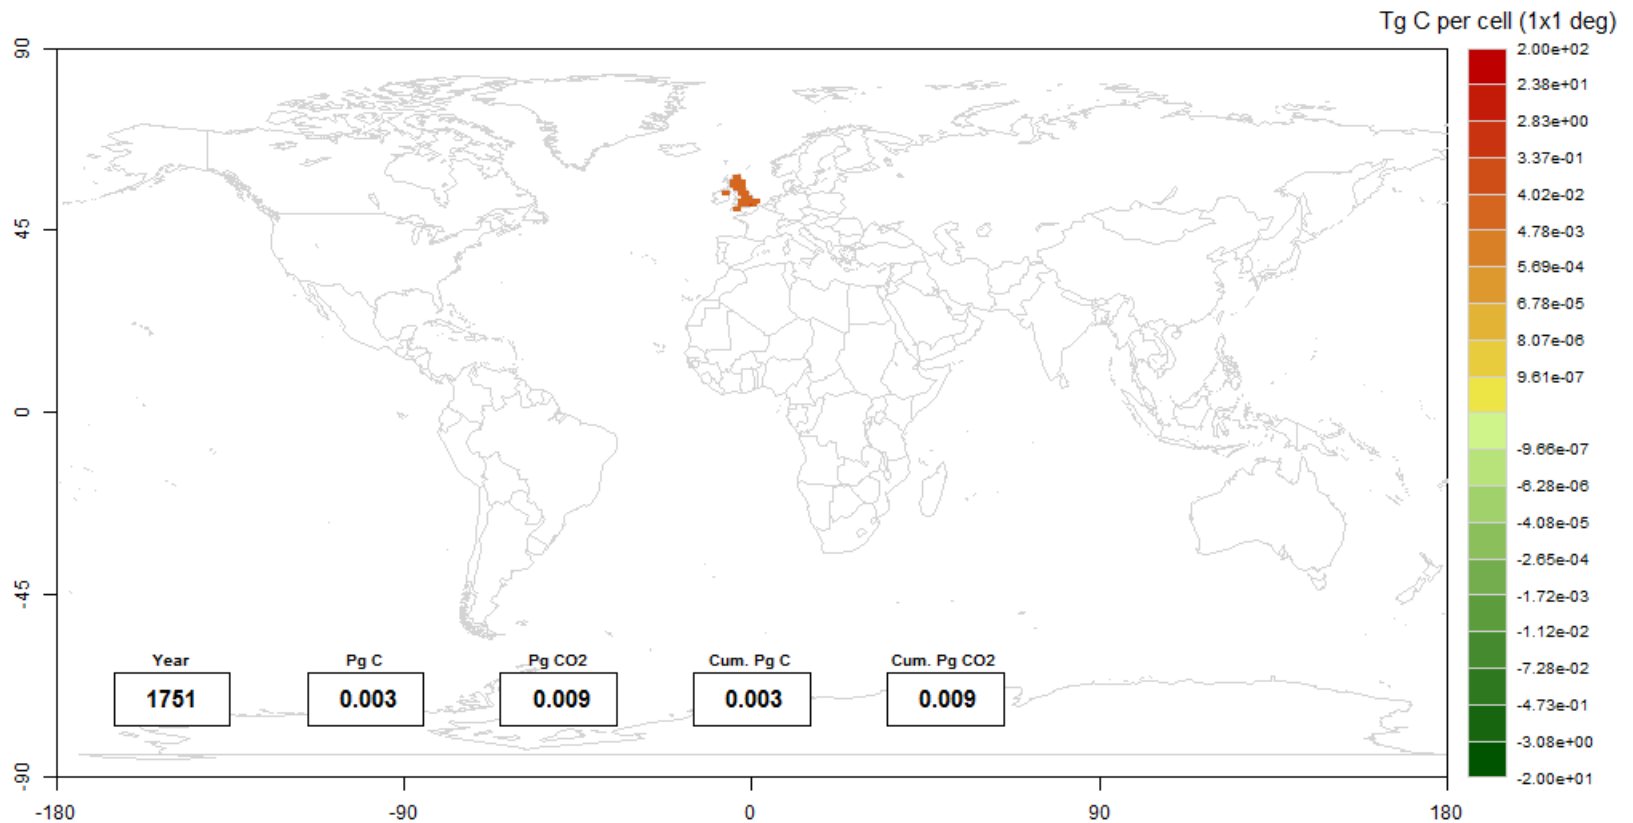 Tg C per cell (1x1 deg)
90
45
0
-45
-90
-180
-90
0
90
180
2.00e+02
2.38e+01
2.83e+00
3.37e-01
4.02e-02
4.78e-03
5.69e-04
6.78e-05
8.07e-06
9.61e-07
-9.66e-07
-6.28e-06
-4.08e-05
-2.65e-04
-1.72e-03
-1.12e-02
-7.28e-02
-4.73e-01
-3.08e+00
-2.00e+01
Year
1751
Pg C
0.003
Pg CO2
0.009
Cum. Pg C
0.003
Cum. Pg CO2
0.009